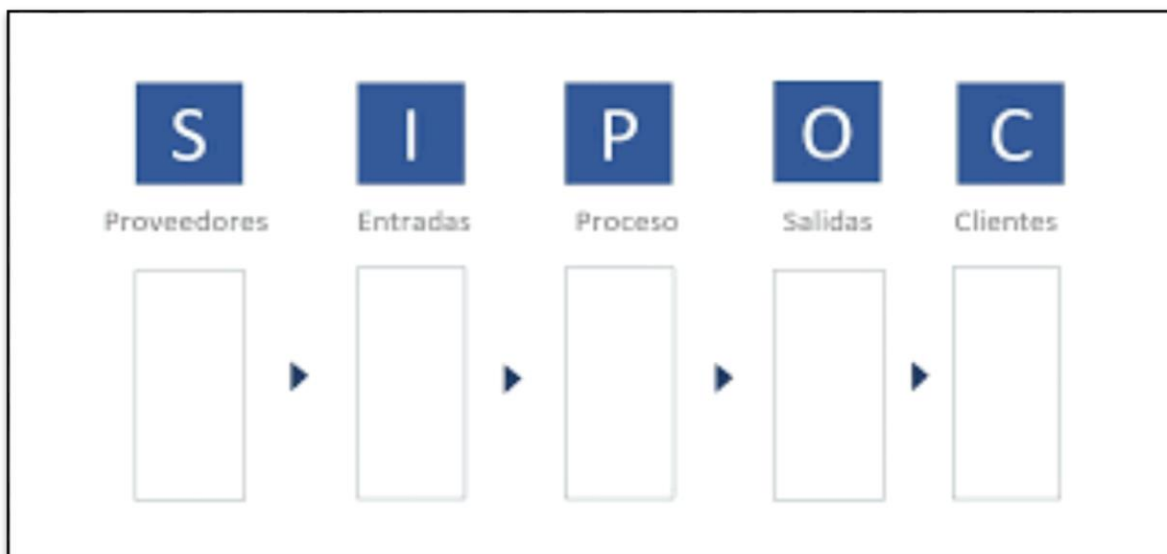 S I P O C
Proveedores Entradas Proceso Salidas Clientes